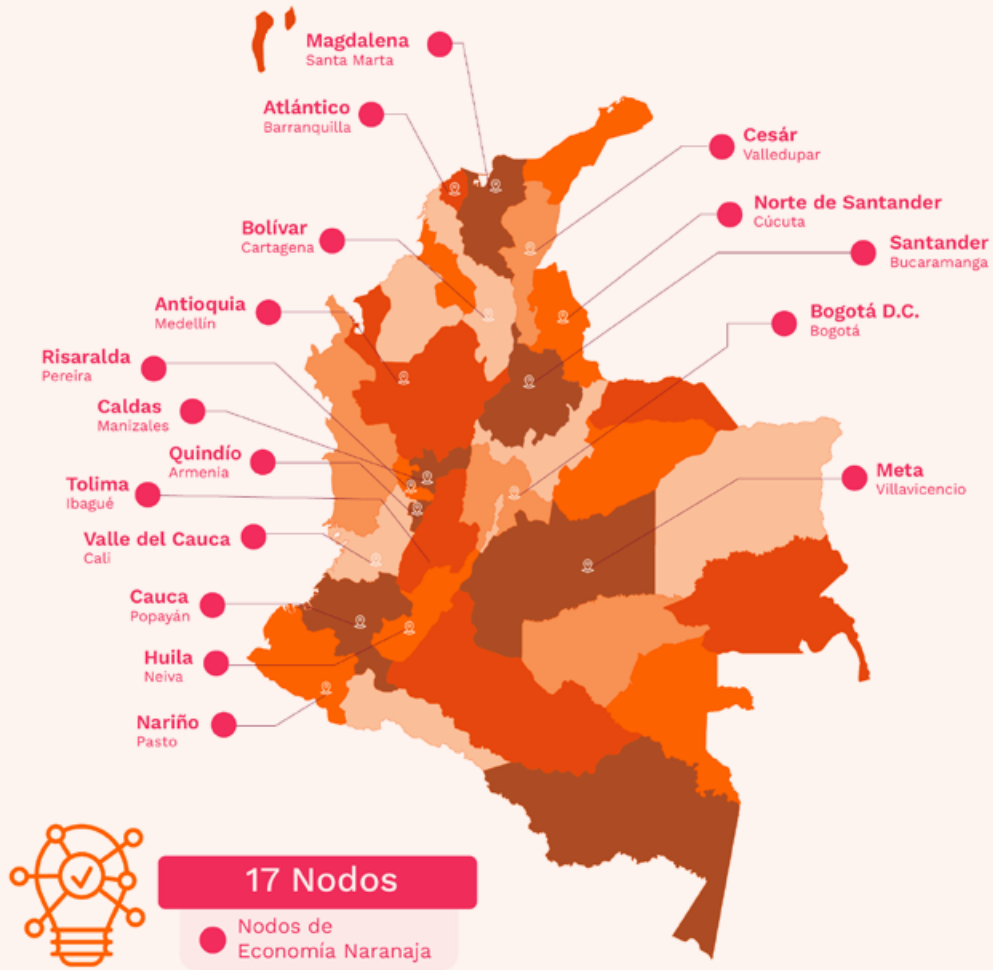 Magdalena
Santa Marta
Atlántico
Barranquilla
Cesár
Valledupar
Norte de Santander
Cúcuta
Bolívar
Cartagena
Santander
Bucaramanga
Antioquia
Medellín
Bogotá D.C.
Bogotá
Risaralda
Pereira
Caldas
Manizales
Quindío
Armenia
Tolima
Ibagué
Meta
Villavicencio
Valle del Cauca
Cali
Cauca
Popayán
Huila
Neiva
Nariño
Pasto
17 Nodos
Nodos de
Economía Naranaja